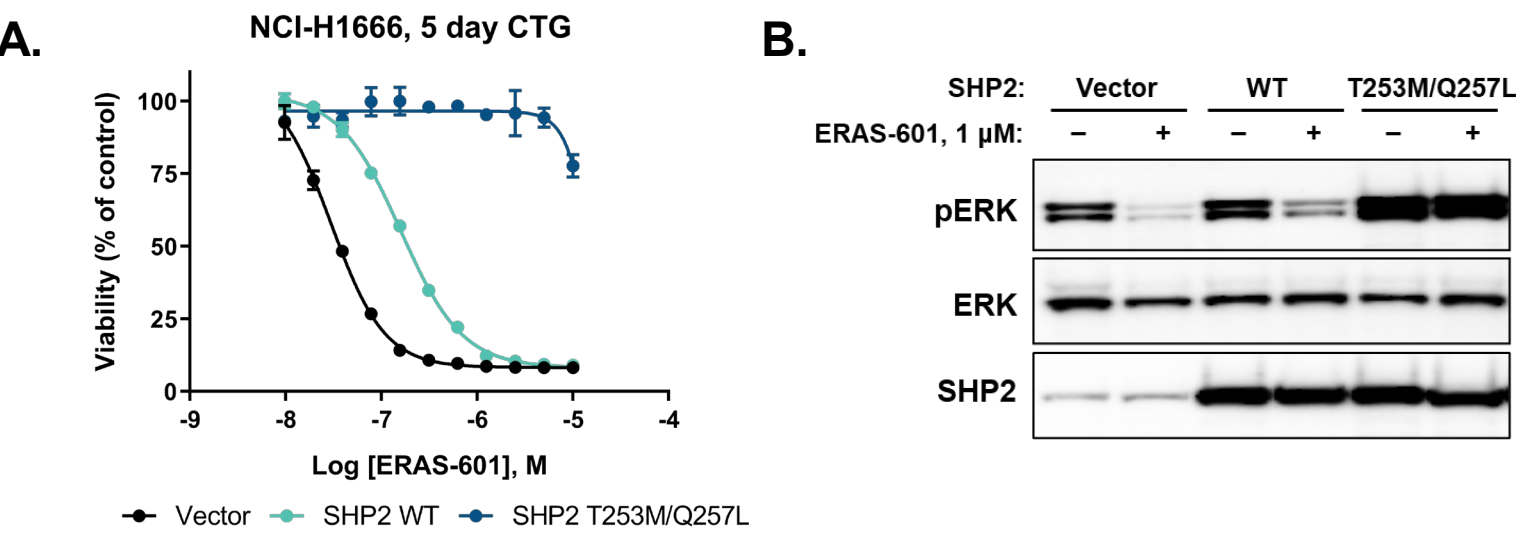 A.
NCI-H1666, 5 day CTG
Viability (% of control)
100
75
50
25
0
-9 -8 -7 -6 -5 -4
Log [ERAS-601], M
Vector SHP2 WT SHP2 T253M/Q257L
B.
SHP2: Vector WT T253M/Q257L
ERAS-601, 1 µM: – + – + – +
pERK
ERK
SHP2